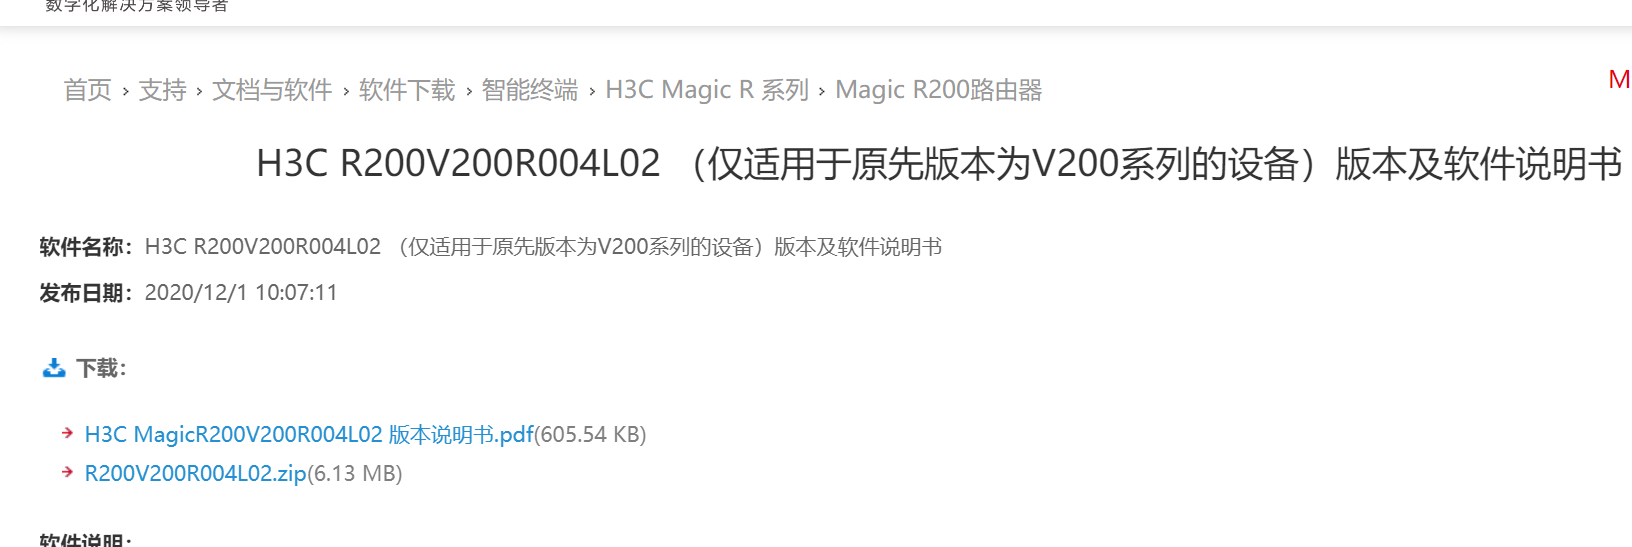 数字化解决方案领导者
首页 › 支持 › 文档与软件 › 软件下载 › 智能终端 › H3C Magic R 系列 › Magic R200路由器
M
H3C R200V200R004L02 （仅适用于原先版本为V200系列的设备）版本及软件说明书
软件名称：H3C R200V200R004L02 （仅适用于原先版本为V200系列的设备）版本及软件说明书
发布日期：2020/12/1 10:07:11
下载：
H3C MagicR200V200R004L02 版本说明书.pdf(605.54 KB)
R200V200R004L02.zip(6.13 MB)
软件说明：